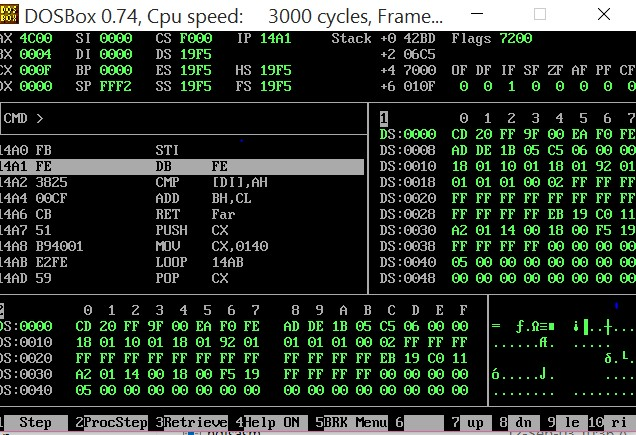 DOSBox 0.74, Cpu speed: 3000 cycles, Frame...
AX 4C00 SI 0000 CS F000 IP 14A1 Stack +0 42BD Flags 7200
BX 0004 DI 0000 DS 19F5 +2 06C5
CX 000F BP 0000 ES 19F5 HS 19F5 +4 7000 OF DF IF SF ZF AF PF CF
DX 0000 SP FFF2 SS 19F5 FS 19F5 +6 010F 0 0 1 0 0 0 0 0
CMD >
14A0 FB STI
14A1 FE DB FE
14A2 3825 CMP [DI],AH
14A4 00CF ADD BH,CL
14A6 CB RET Far
14A7 51 PUSH CX
14A8 B94001 MOV CX,0140
14AB E2FE LOOP 14AB
14AD 59 POP CX
1 0 1 2 3 4 5 6 7
DS:0000 CD 20 FF 9F 00 EA F0 FE
DS:0008 AD DE 1B 05 C5 06 00 00
DS:0010 18 01 10 01 18 01 92 01
DS:0018 01 01 01 00 02 FF FF FF
DS:0020 FF FF FF FF FF FF FF FF
DS:0028 FF FF FF FF EB 19 C0 11
DS:0030 A2 01 14 00 18 00 F5 19
DS:0038 FF FF FF FF 00 00 00 00
DS:0040 05 00 00 00 00 00 00 00
DS:0048 00 00 00 00 00 00 00 00
2 0 1 2 3 4 5 6 7 8 9 A B C D E F
DS:0000 CD 20 FF 9F 00 EA F0 FE AD DE 1B 05 C5 06 00 00
DS:0010 18 01 10 01 18 01 92 01 01 01 01 00 02 FF FF FF
DS:0020 FF FF FF FF FF FF FF FF FF FF FF FF EB 19 C0 11
DS:0030 A2 01 14 00 18 00 F5 19 FF FF FF FF 00 00 00 00
DS:0040 05 00 00 00 00 00 00 00 00 00 00 00 00 00 00 00
1 Step 2ProcStep 3Retrieve 4Help ON 5BRK Menu 6 7 up 8 dn 9 le 10 ri